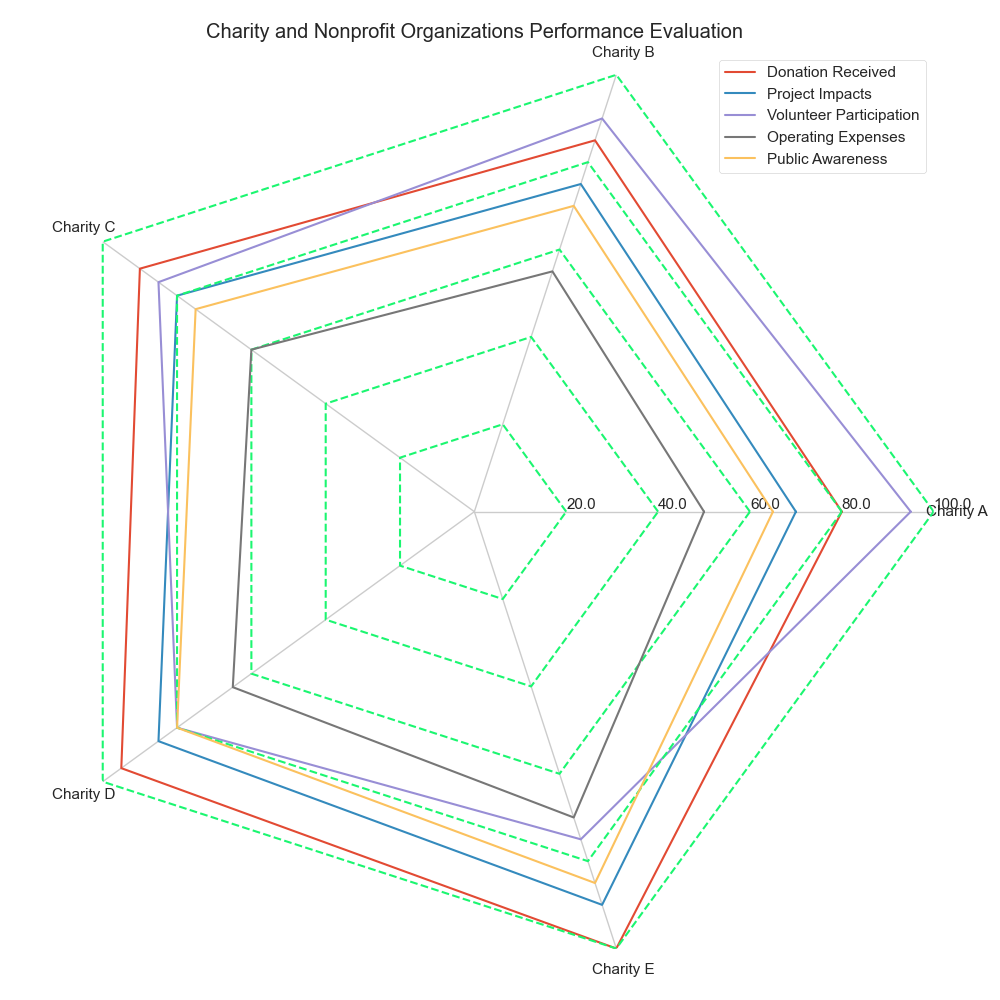 Charity and Nonprofit Organizations Performance Evaluation
Charity B
Donation Received
Project Impacts
Volunteer Participation
Operating Expenses
Public Awareness
Charity C
20.0
40.0
60.0
80.0
100.0
Charity A
Charity D
Charity E